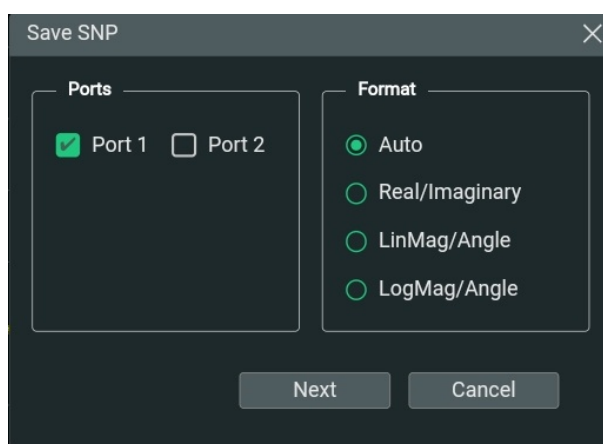 Save SNP
Ports
Port 1 Port 2
Format
Auto
Real/Imaginary
LinMag/Angle
LogMag/Angle
Next Cancel